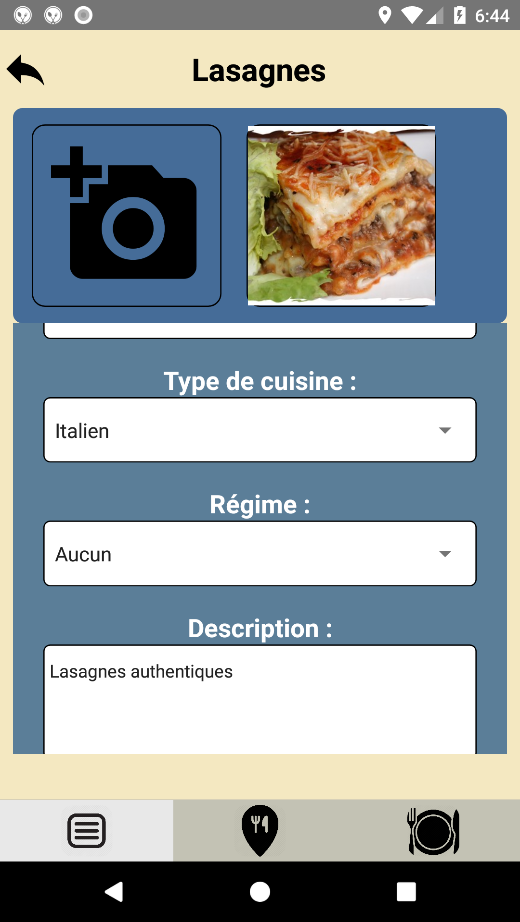 6:44
Lasagnes
Type de cuisine :
Italien
Régime :
Aucun
Description :
Lasagnes authentiques